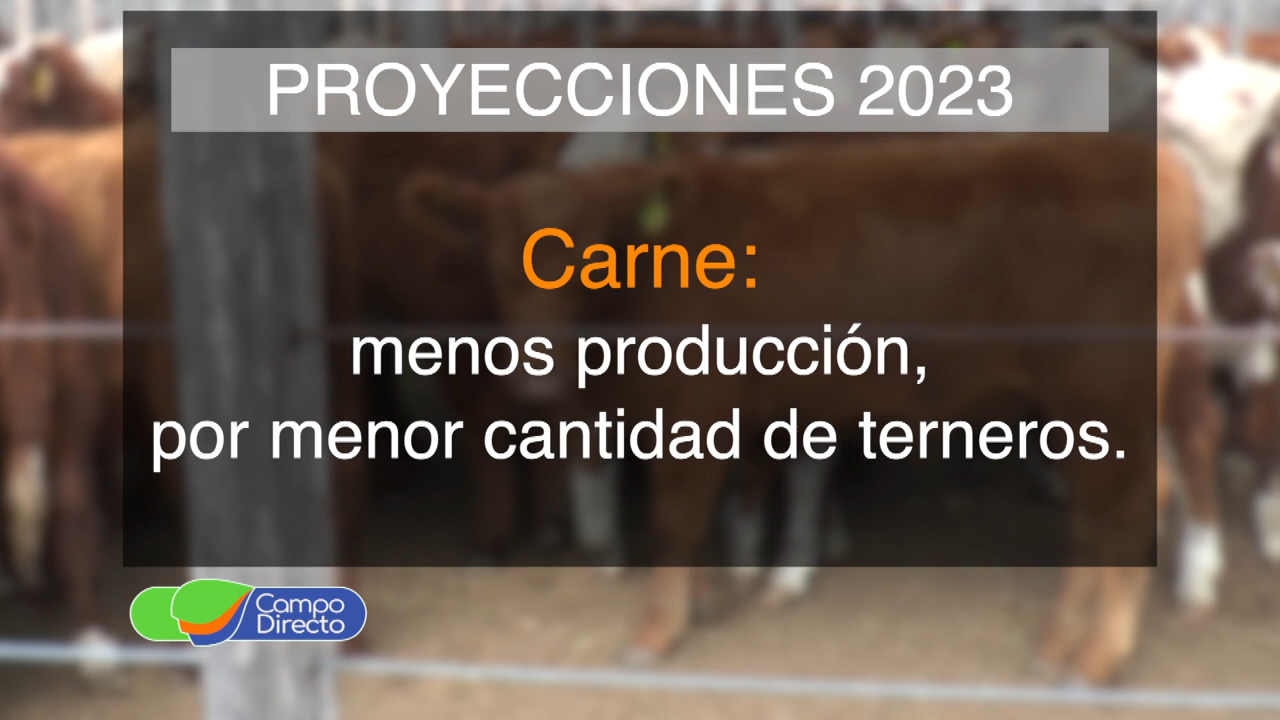 PROYECCIONES 2023
Carne:
menos producción,
por menor cantidad de terneros.
Campo
Directo